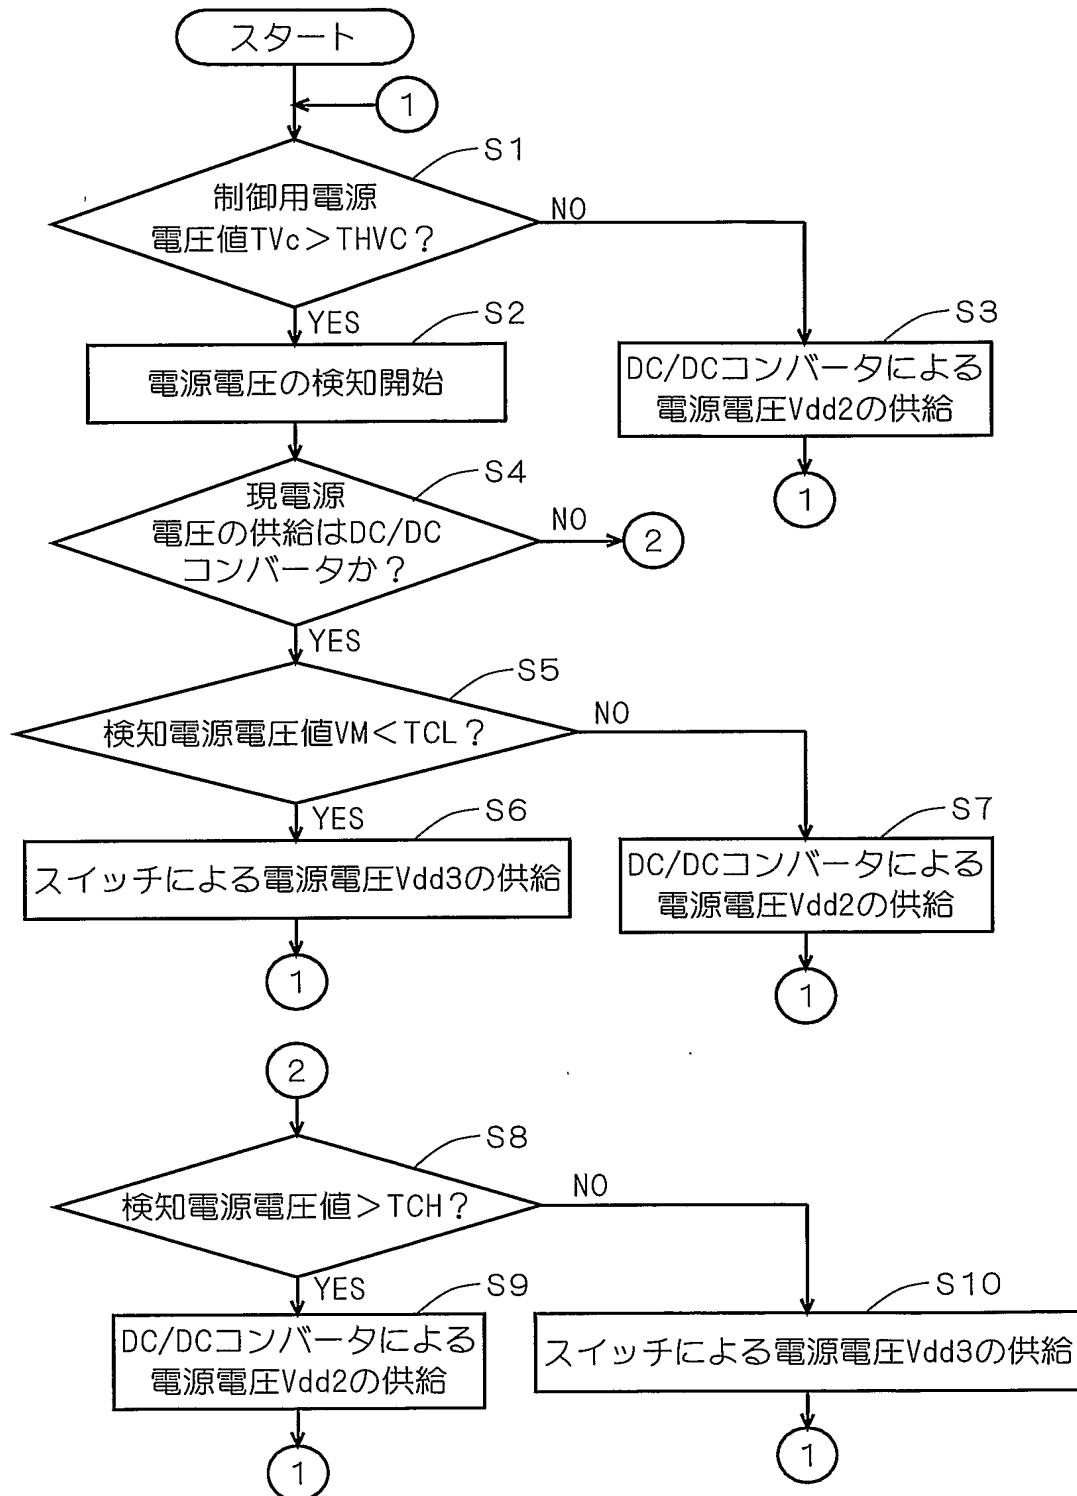 スタート
1
S1
制御用電源
電圧値TVc>THVC?
NO
YES
S2
電源電圧の検知開始
S3
DC/DCコンバータによる
電源電圧Vdd2の供給
1
S4
現電源
電圧の供給はDC/DC
コンバータか?
NO
2
YES
S5
検知電源電圧値VM<TCL?
NO
YES
S6
スイッチによる電源電圧Vdd3の供給
1
S7
DC/DCコンバータによる
電源電圧Vdd2の供給
1
2
S8
検知電源電圧値>TCH?
NO
YES
S9
DC/DCコンバータによる
電源電圧Vdd2の供給
1
S10
スイッチによる電源電圧Vdd3の供給
1